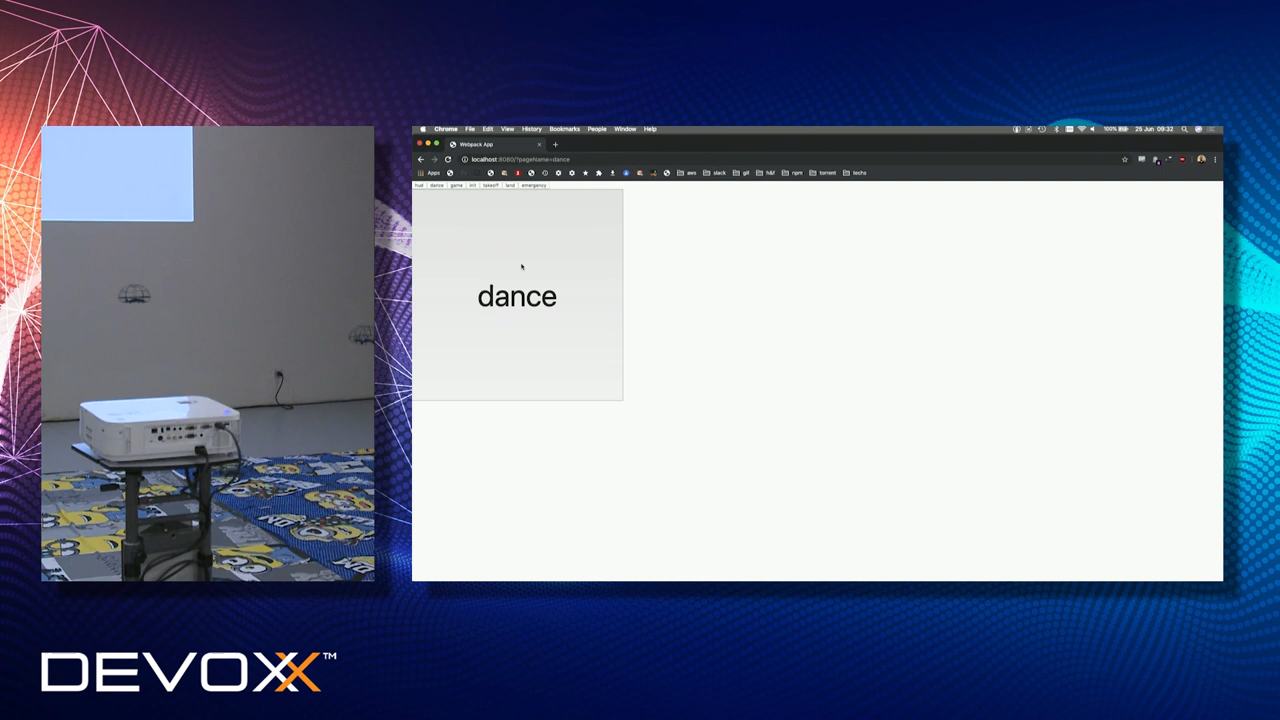 Chrome File Edit View History Bookmarks People Window Help
100% 25 Jun 09:32
Webpack App
localhost:8080/?pageName=dance
Apps aws slack gif h&f npm torrent techs
hud dance game init takeoff land emergency
dance
DEVOXX™